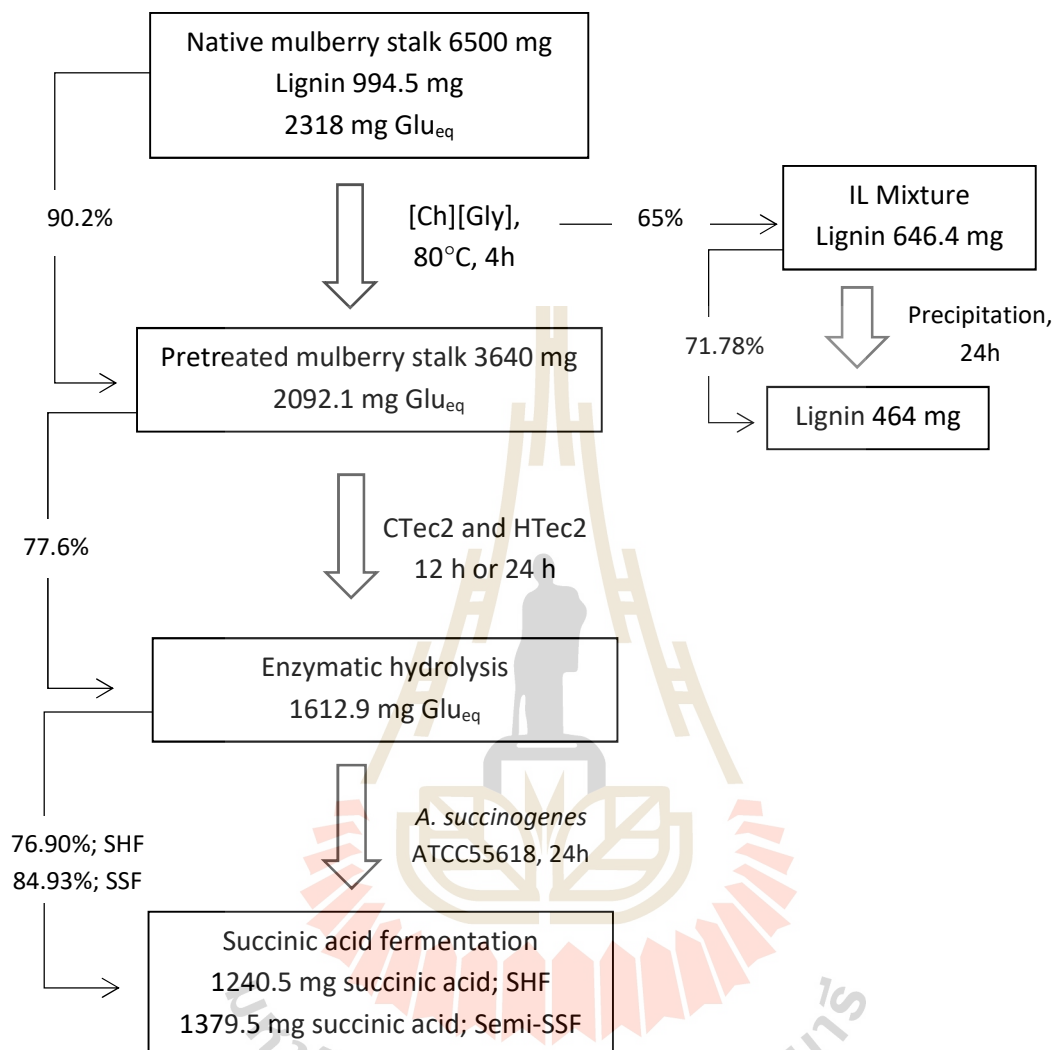 Native mulberry stalk 6500 mg
Lignin 994.5 mg
2318 mg Glu_eq
90.2%
[Ch][Gly],
80°C, 4h
65%
IL Mixture
Lignin 646.4 mg
71.78%
Precipitation,
24h
Lignin 464 mg
Pretreated mulberry stalk 3640 mg
2092.1 mg Glu_eq
77.6%
CTec2 and HTec2
12 h or 24 h
Enzymatic hydrolysis
1612.9 mg Glu_eq
76.90%; SHF
84.93%; SSF
A. succinogenes
ATCC55618, 24h
Succinic acid fermentation
1240.5 mg succinic acid; SHF
1379.5 mg succinic acid; Semi-SSF